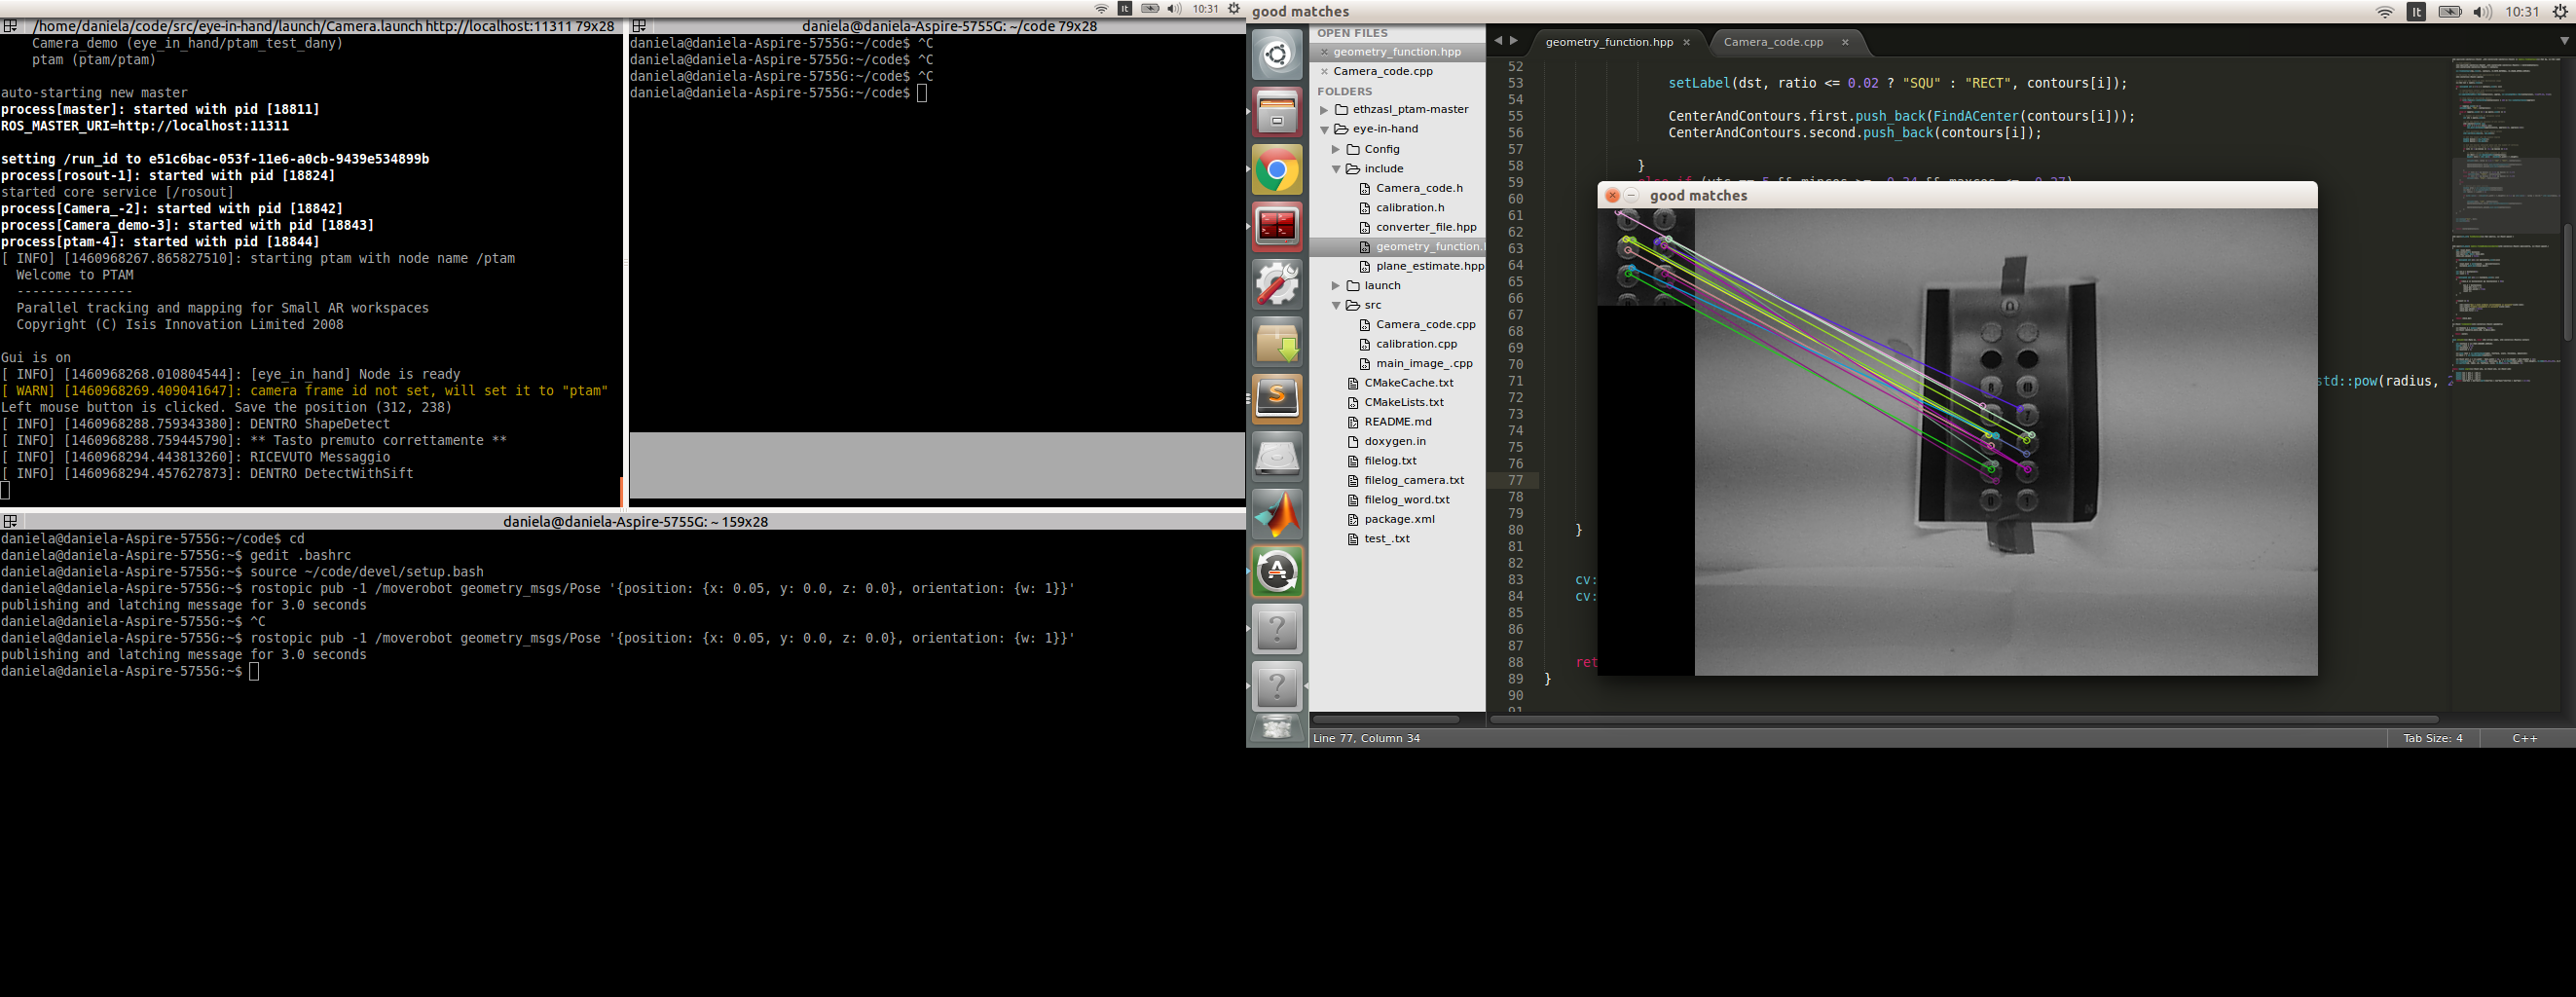 10:31
/home/daniela/code/src/eye-in-hand/launch/Camera.launch http://localhost:11311 79x28
Camera_demo (eye_in_hand/ptam_test_dany)
ptam (ptam/ptam)
auto-starting new master
process[master]: started with pid [18811]
ROS_MASTER_URI=http://localhost:11311
setting /run_id to e51c6bac-053f-11e6-a0cb-9439e534899b
process[rosout-1]: started with pid [18824]
started core service [/rosout]
process[Camera_-2]: started with pid [18842]
process[Camera_demo-3]: started with pid [18843]
process[ptam-4]: started with pid [18844]
[ INFO] [1460968267.865827510]: starting ptam with node name /ptam
Welcome to PTAM
---------------
Parallel tracking and mapping for Small AR workspaces
Copyright (C) Isis Innovation Limited 2008
Gui is on
[ INFO] [1460968268.010804544]: [eye_in_hand] Node is ready
[ WARN] [1460968269.409041647]: camera frame id not set, will set it to "ptam"
Left mouse button is clicked. Save the position (312, 238)
[ INFO] [1460968288.759343380]: DENTRO ShapeDetect
[ INFO] [1460968288.759445790]: ** Tasto premuto correttamente **
[ INFO] [1460968294.443813260]: RICEVUTO Messaggio
[ INFO] [1460968294.457627873]: DENTRO DetectWithSift
daniela@daniela-Aspire-5755G: ~/code 79x28
daniela@daniela-Aspire-5755G:~/code$ ^C
daniela@daniela-Aspire-5755G:~/code$ ^C
daniela@daniela-Aspire-5755G:~/code$ ^C
daniela@daniela-Aspire-5755G:~/code$
daniela@daniela-Aspire-5755G: ~ 159x28
daniela@daniela-Aspire-5755G:~/code$ cd
daniela@daniela-Aspire-5755G:~$ gedit .bashrc
daniela@daniela-Aspire-5755G:~$ source ~/code/devel/setup.bash
daniela@daniela-Aspire-5755G:~$ rostopic pub -1 /moverobot geometry_msgs/Pose '{position: {x: 0.05, y: 0.0, z: 0.0}, orientation: {w: 1}}'
publishing and latching message for 3.0 seconds
daniela@daniela-Aspire-5755G:~$ ^C
daniela@daniela-Aspire-5755G:~$ rostopic pub -1 /moverobot geometry_msgs/Pose '{position: {x: 0.05, y: 0.0, z: 0.0}, orientation: {w: 1}}'
publishing and latching message for 3.0 seconds
daniela@daniela-Aspire-5755G:~$
good matches
It 10:31
OPEN FILES
geometry_function.hpp
Camera_code.cpp
FOLDERS
ethzasl_ptam-master
eye-in-hand
Config
include
Camera_code.h
calibration.h
converter_file.hpp
geometry_function.h
plane_estimate.hpp
launch
src
Camera_code.cpp
calibration.cpp
main_image_.cpp
CMakeCache.txt
CMakeLists.txt
README.md
doxygen.in
filelog.txt
filelog_camera.txt
filelog_word.txt
package.xml
test_.txt
geometry_function.hpp Camera_code.cpp
52
53 setLabel(dst, ratio <= 0.02 ? "SQU" : "RECT", contours[i]);
54
55 CenterAndContours.first.push_back(FindACenter(contours[i]));
56 CenterAndContours.second.push_back(contours[i]);
57
58 }
59
60
61
62
63
64
65
66
67
68
69
70
71 std::pow(radius,
72
73
74
75
76
77
78
79
80 }
81
82
83 cv:
84 cv:
85
86
87
88 ret
89 }
90
91
good matches
Line 77, Column 34
Tab Size: 4
C++